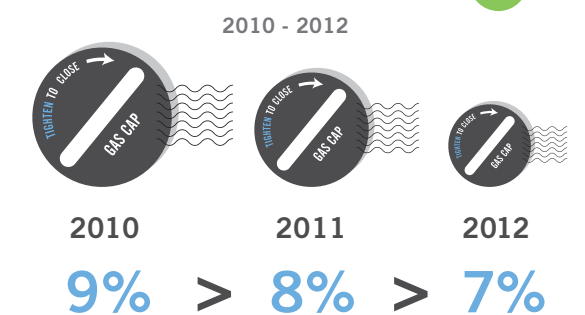 2010 - 2012
TIGHTEN TO CLOSE
GAS CAP
TIGHTEN TO CLOSE
GAS CAP
TIGHTEN TO CLOSE
GAS CAP
2010 2011 2012
9% > 8% > 7%